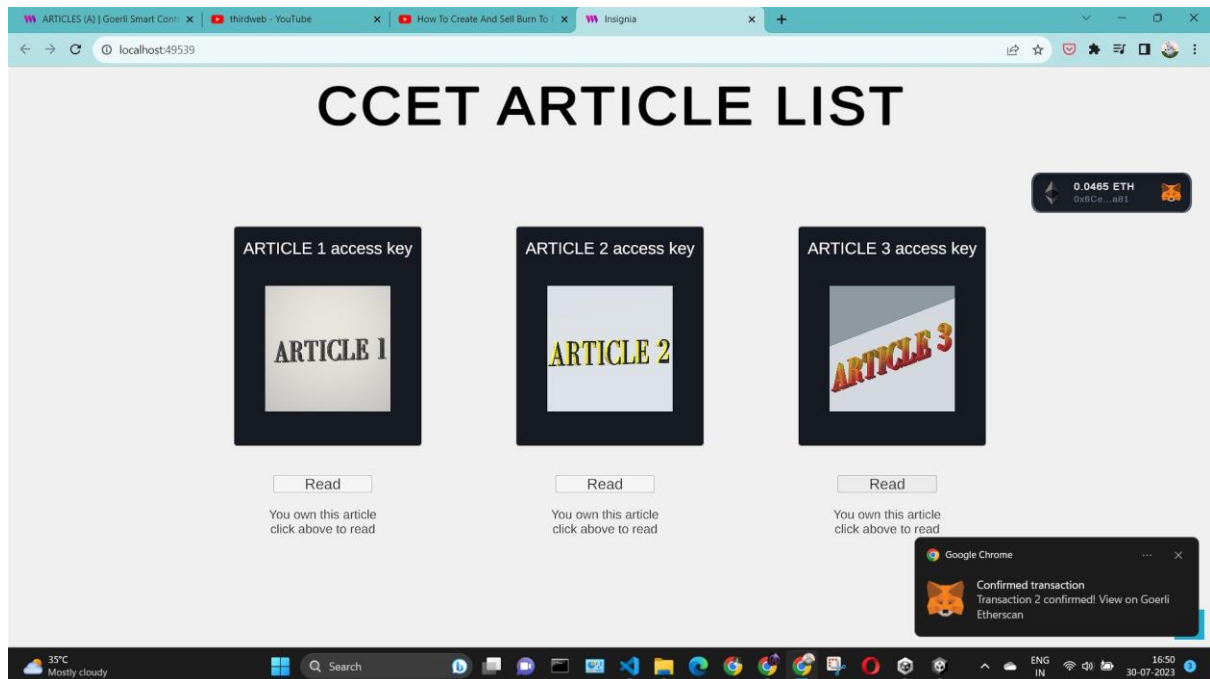 ARTICLES (A) | Goerli Smart Cont
thirdweb - YouTube
How To Create And Sell Burn To
Insignia
localhost:49539
CCET ARTICLE LIST
0.0465 ETH
0x6Ce...a81
ARTICLE 1 access key
ARTICLE 1
Read
You own this article
click above to read
ARTICLE 2 access key
ARTICLE 2
Read
You own this article
click above to read
ARTICLE 3 access key
ARTICLE 3
Read
You own this article
click above to read
Google Chrome
Confirmed transaction
Transaction 2 confirmed! View on Goerli
Etherscan
35°C
Mostly cloudy
Search
ENG
IN
16:50
30-07-2023
3